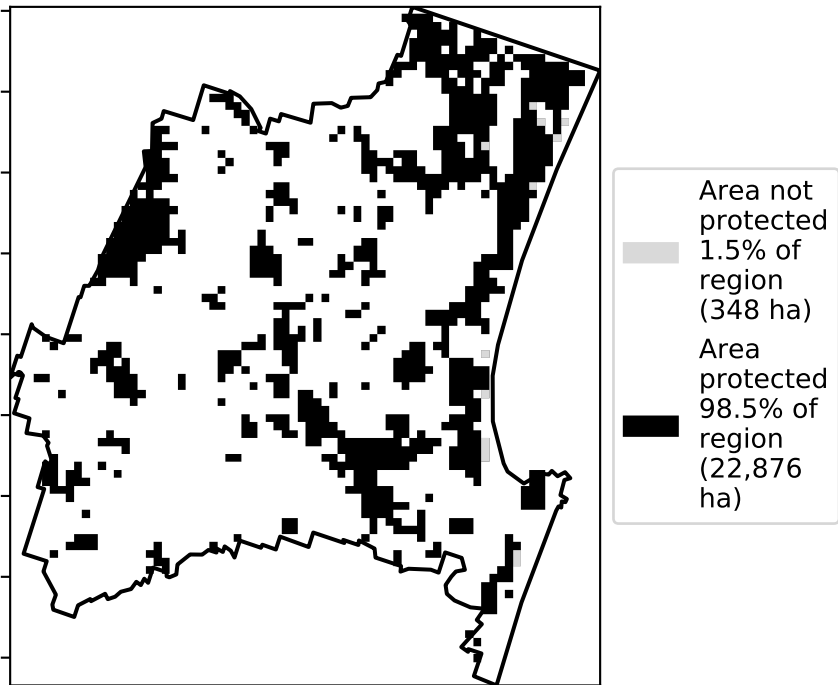 Area not
protected
1.5% of
region
(348 ha)
Area
protected
98.5% of
region
(22,876
ha)